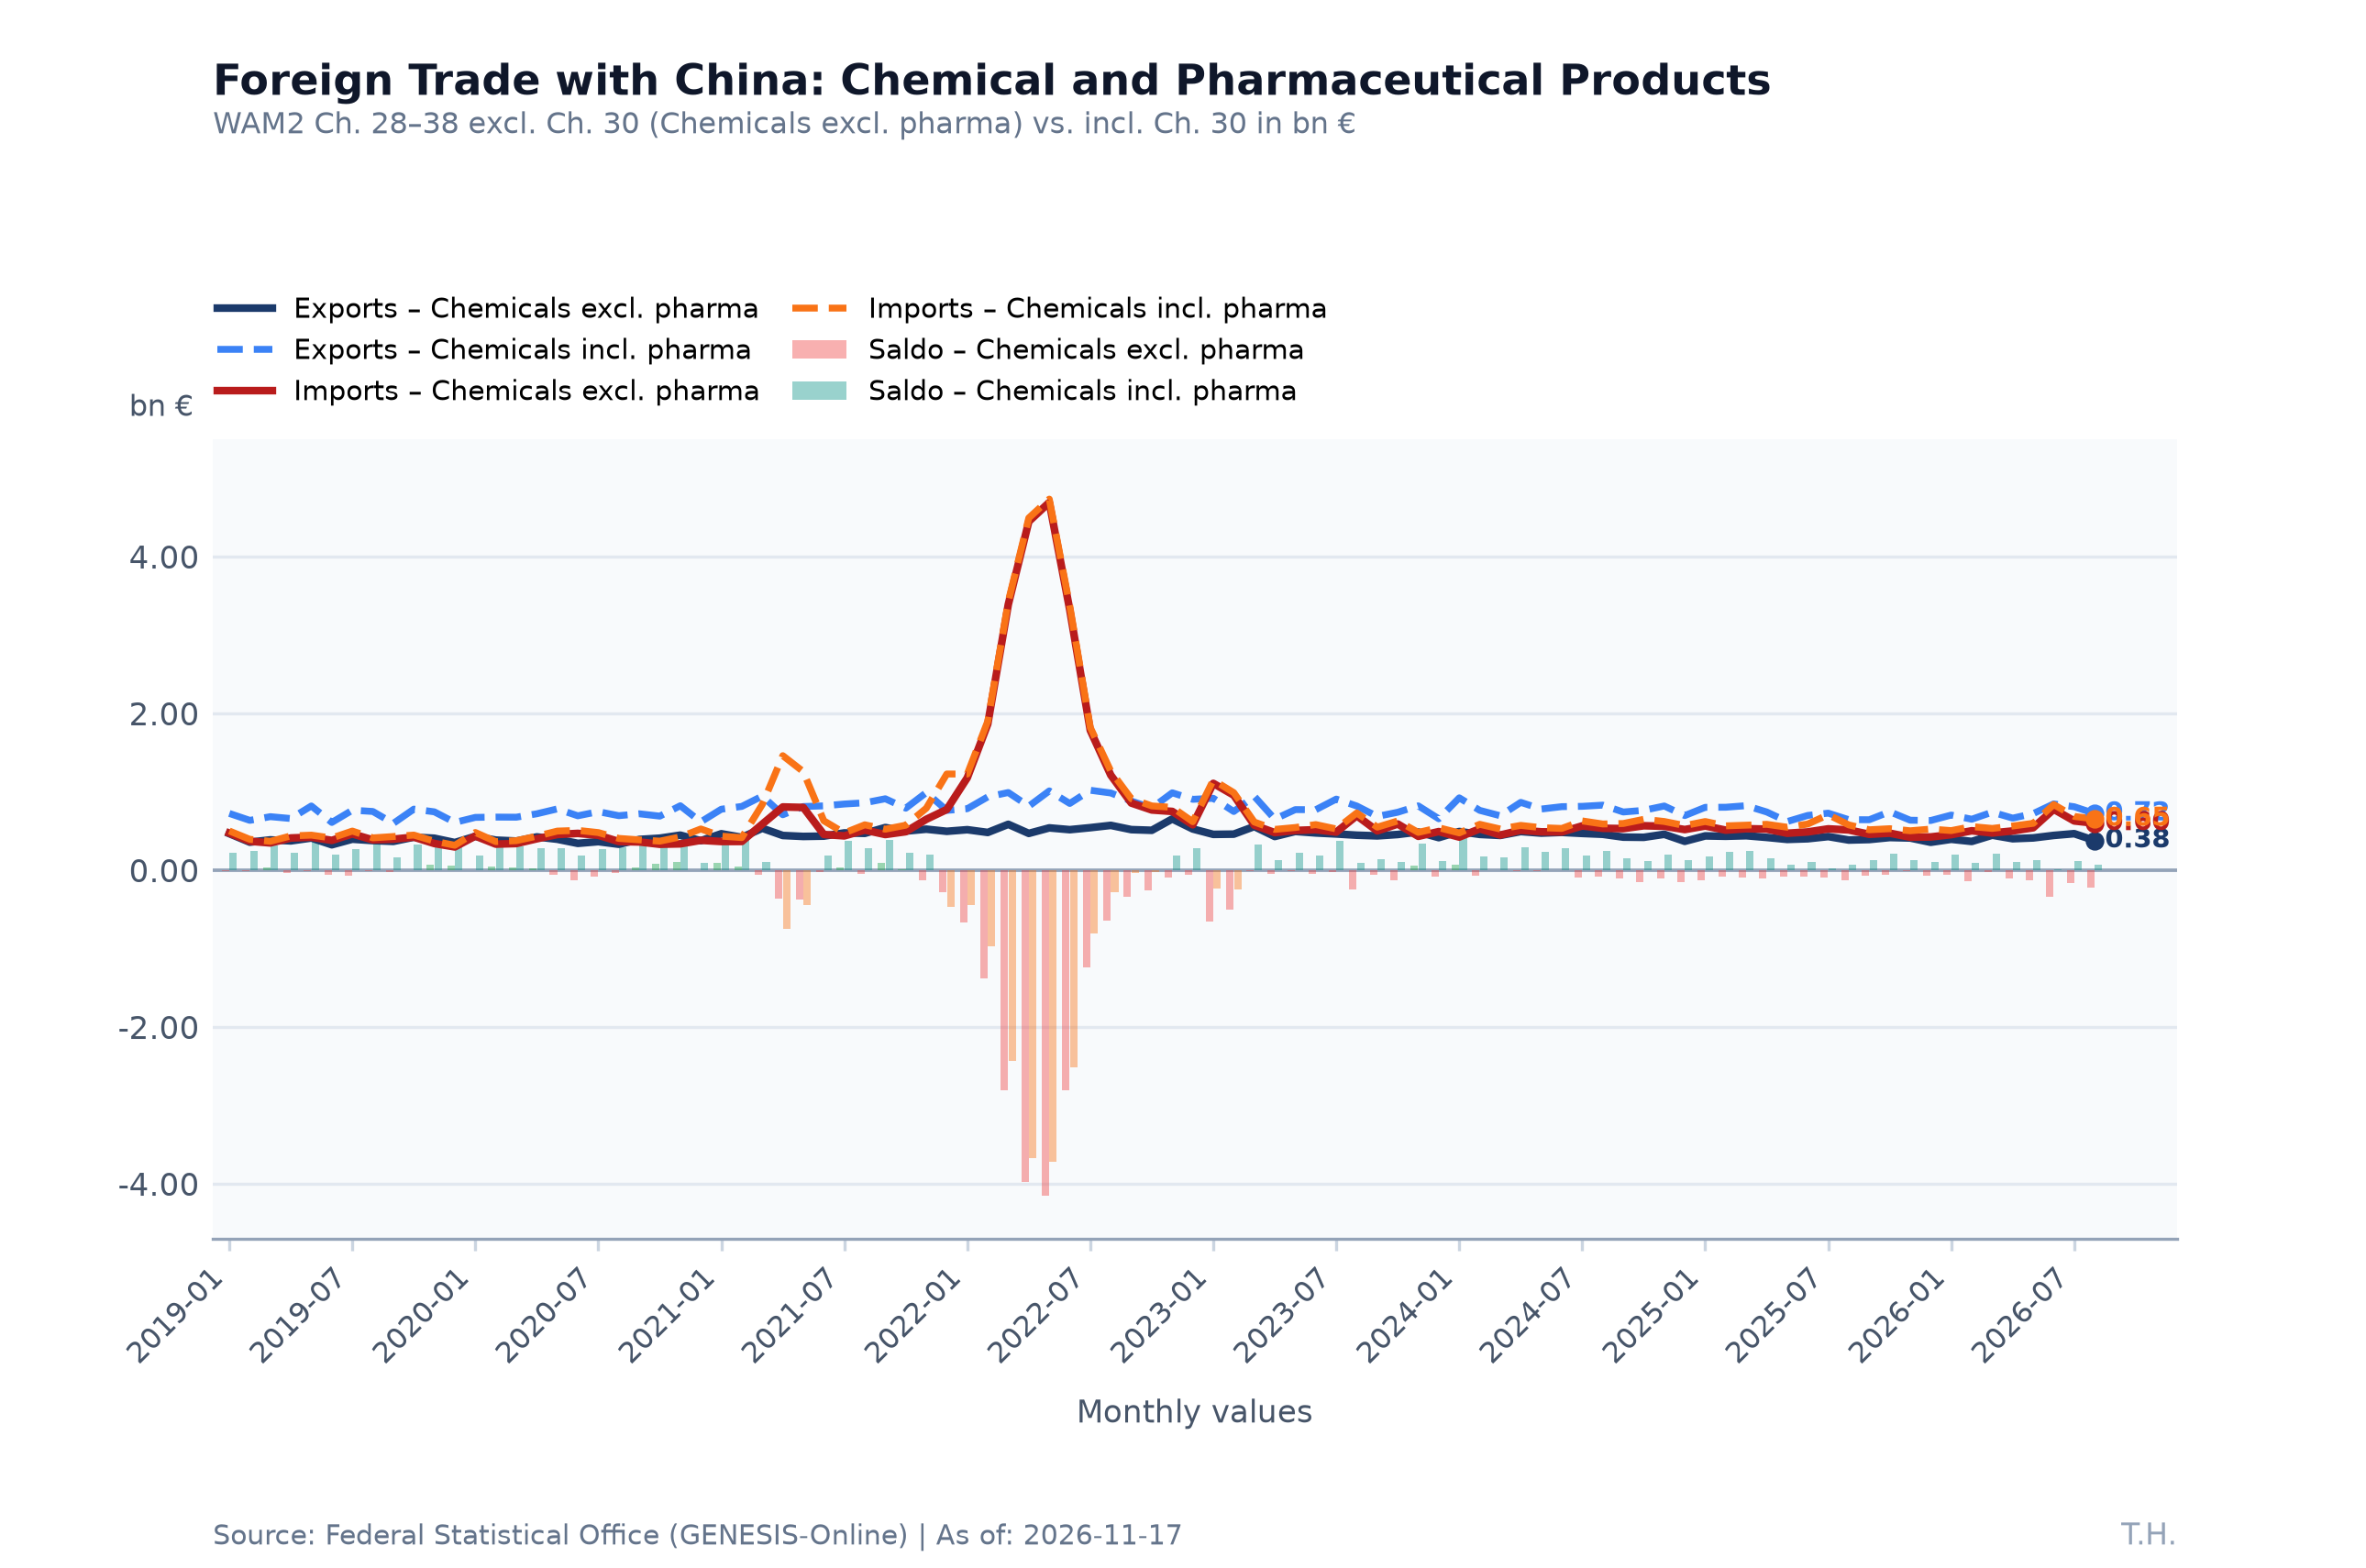 Foreign Trade with China: Chemical and Pharmaceutical Products
WAM2 Ch. 28–38 excl. Ch. 30 (Chemicals excl. pharma) vs. incl. Ch. 30 in bn €
Exports – Chemicals excl. pharma
Exports – Chemicals incl. pharma
Imports – Chemicals excl. pharma
Imports – Chemicals incl. pharma
Saldo – Chemicals excl. pharma
Saldo – Chemicals incl. pharma
bn €
4.00
2.00
0.00
-2.00
-4.00
0.38
2019-01
2019-07
2020-01
2020-07
2021-01
2021-07
2022-01
2022-07
2023-01
2023-07
2024-01
2024-07
2025-01
2025-07
2026-01
2026-07
Monthly values
Source: Federal Statistical Office (GENESIS-Online) | As of: 2026-11-17
T.H.